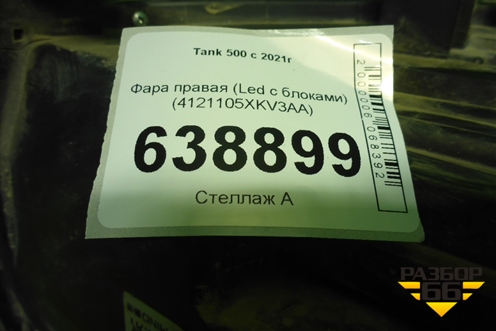 Tank 500 с 2021г
Фара правая (Led с блоками)
(4121105XKV3AA)
638899
Стеллаж А
2000006068392
РАЗБОР
66